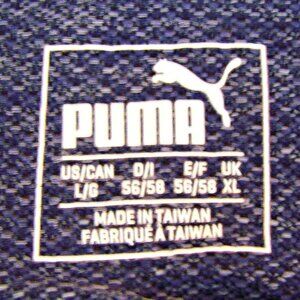 PUMA
US/CAN D/I E/F UK
L/G 56/58 56/58 XL
MADE IN TAIWAN
FABRIQUÉ À TAIWAN